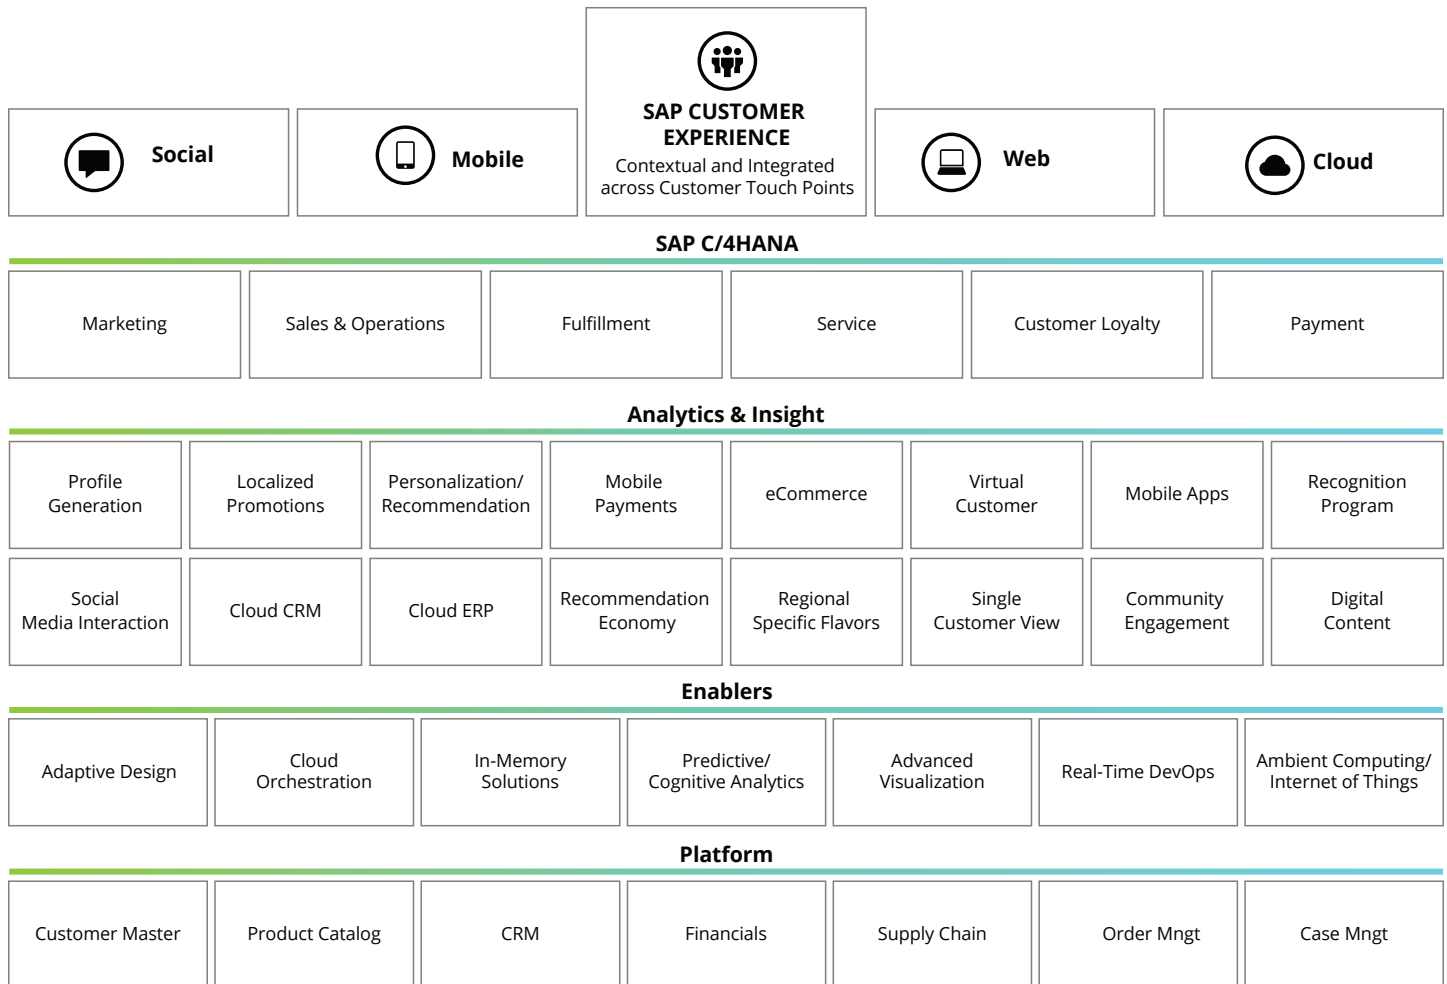 SAP CUSTOMER
EXPERIENCE
Contextual and Integrated
across Customer Touch Points
Social
Mobile
Web
Cloud
SAP C/4HANA
Marketing
Sales & Operations
Fulfillment
Service
Customer Loyalty
Payment
Analytics & Insight
Profile
Generation
Localized
Promotions
Personalization/
Recommendation
Mobile
Payments
eCommerce
Virtual
Customer
Mobile Apps
Recognition
Program
Social
Media Interaction
Cloud CRM
Cloud ERP
Recommendation
Economy
Regional
Specific Flavors
Single
Customer View
Community
Engagement
Digital
Content
Enablers
Adaptive Design
Cloud
Orchestration
In-Memory
Solutions
Predictive/
Cognitive Analytics
Advanced
Visualization
Real-Time DevOps
Ambient Computing/
Internet of Things
Platform
Customer Master
Product Catalog
CRM
Financials
Supply Chain
Order Mngt
Case Mngt